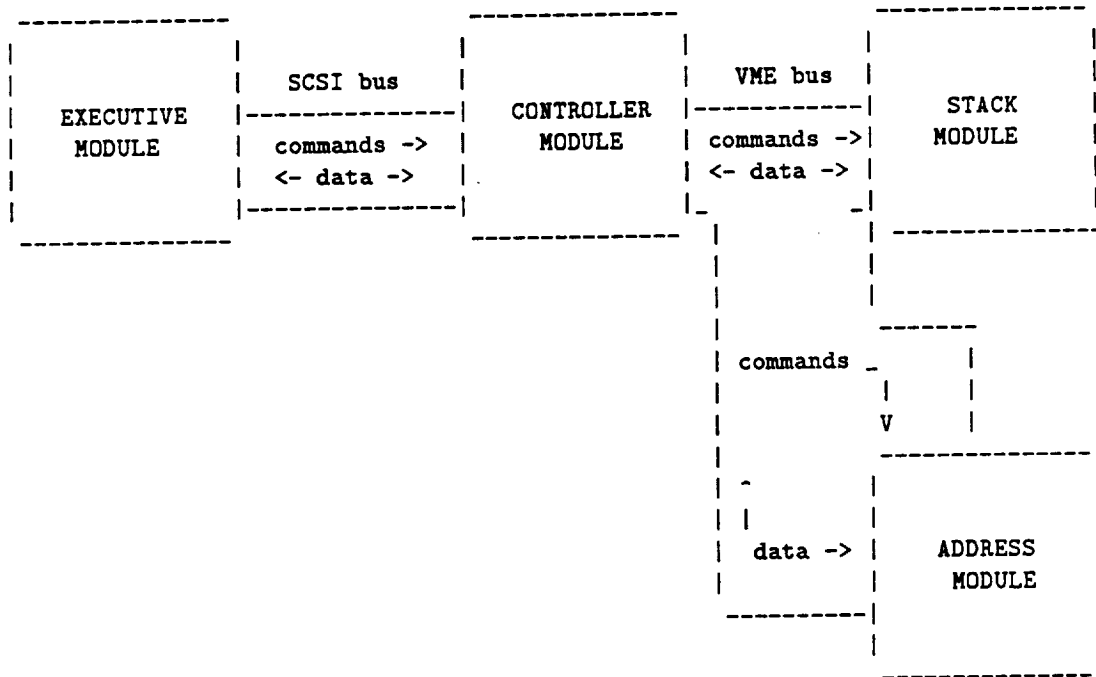 SCSI bus
VME bus
EXECUTIVE
MODULE
commands ->
<- data ->
CONTROLLER
MODULE
commands ->
<- data ->
STACK
MODULE
commands
V
data ->
ADDRESS
MODULE